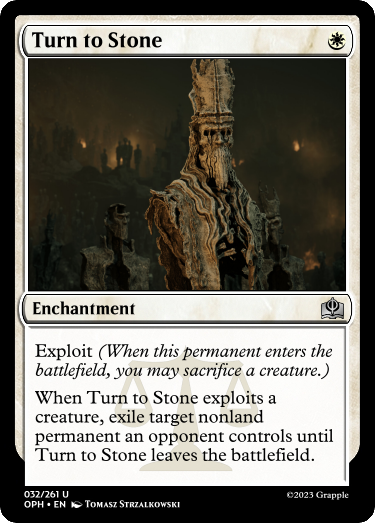 Turn to Stone
Enchantment
Exploit (When this permanent enters the
battlefield, you may sacrifice a creature.)
When Turn to Stone exploits a
creature, exile target nonland
permanent an opponent controls until
Turn to Stone leaves the battlefield.
032/261 U
OPH • EN Tomasz Strzalkowski
©2023 Grapple